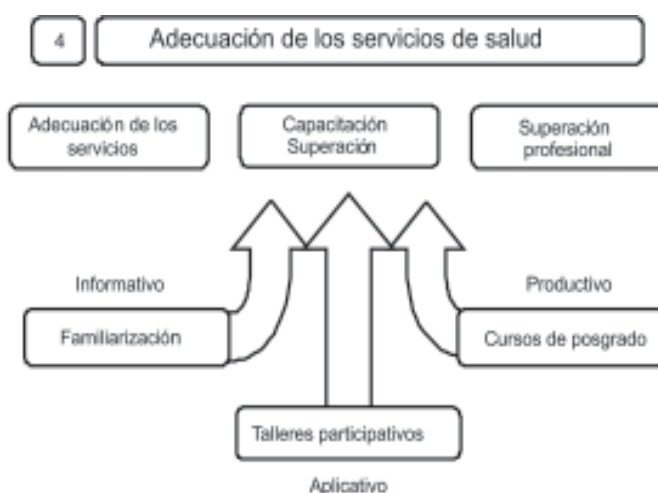 4 Adecuación de los servicios de salud
Adecuación de los
servicios
Capacitación
Superación
Superación
profesional
Informativo
Productivo
Familiarización
Cursos de posgrado
Talleres participativos
Aplicativo